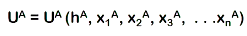 Uᴬ = Uᴬ (hᴬ, x₁ᴬ, x₂ᴬ, x₃ᴬ, . . .xₙᴬ)